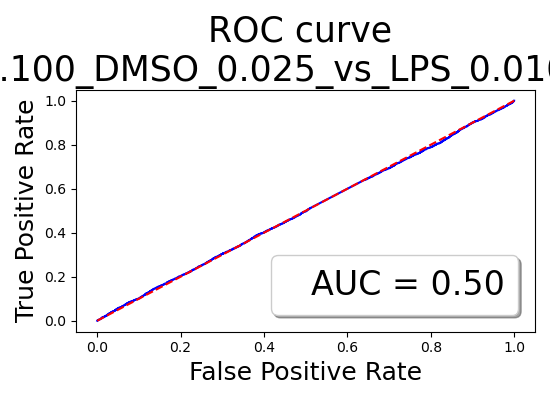 ROC curve
.100_DMSO_0.025_vs_LPS_0.010
1.0
0.8
0.6
0.4
0.2
0.0
True Positive Rate
AUC = 0.50
0.0 0.2 0.4 0.6 0.8 1.0
False Positive Rate